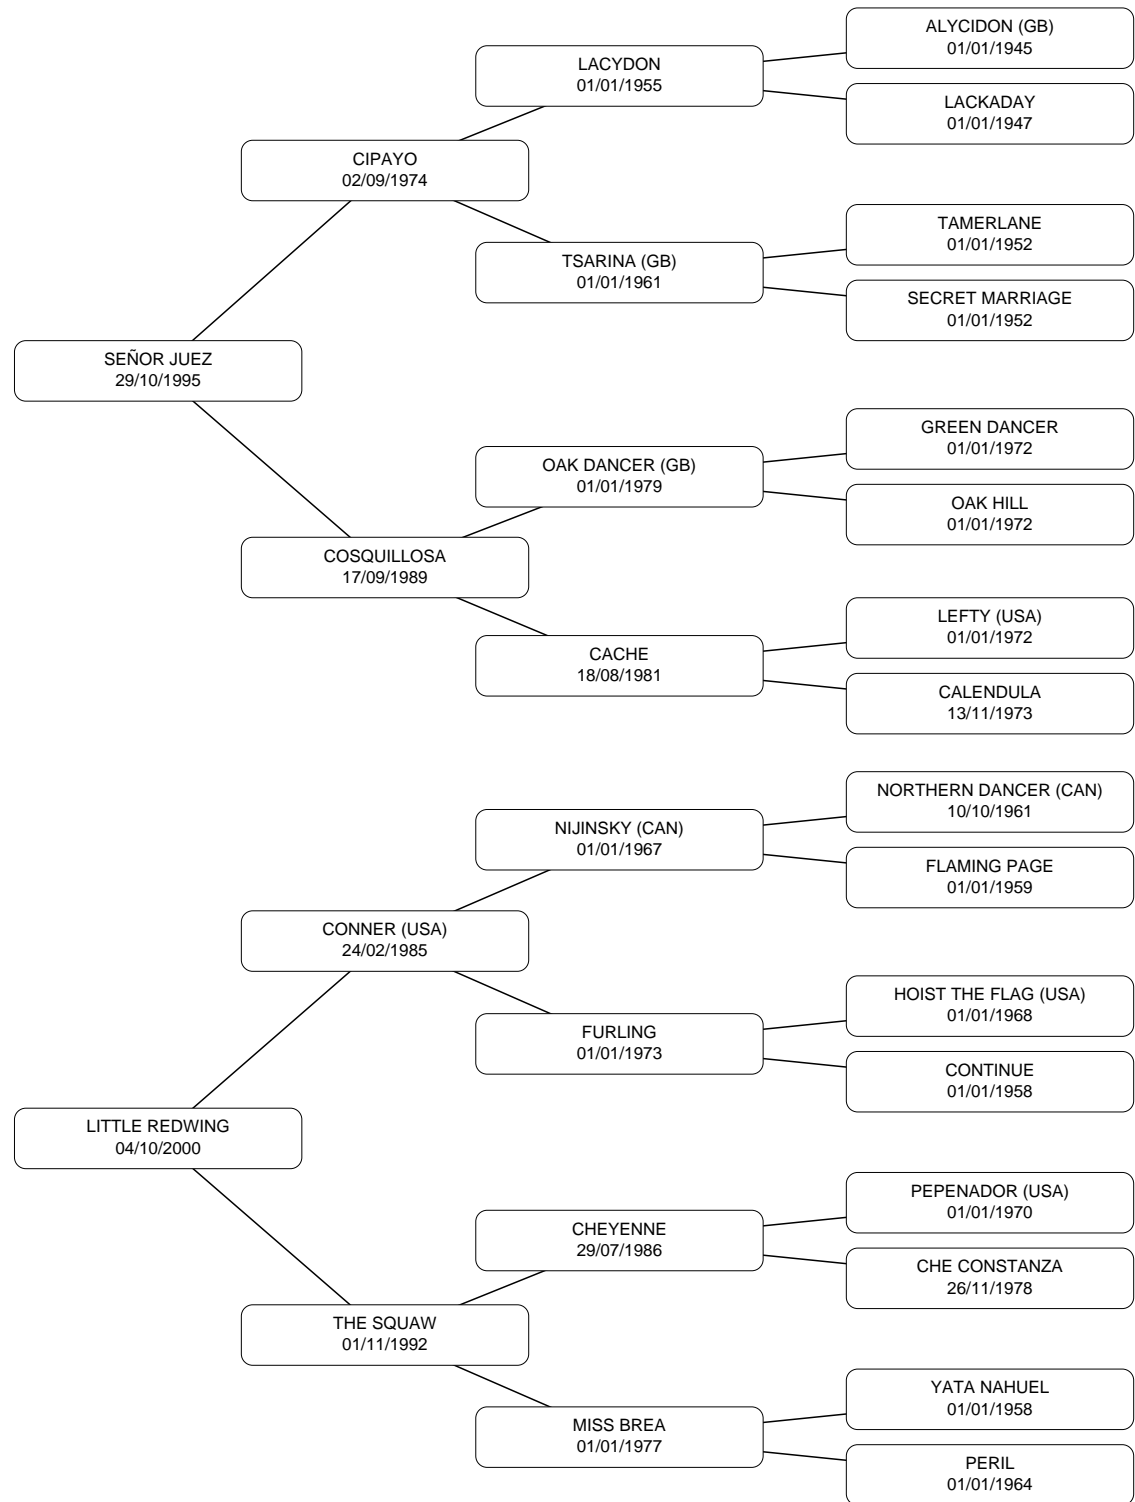 ALYCIDON (GB)
01/01/1945
LACYDON
01/01/1955
LACKADAY
01/01/1947
CIPAYO
02/09/1974
TAMERLANE
01/01/1952
TSARINA (GB)
01/01/1961
SECRET MARRIAGE
01/01/1952
SEÑOR JUEZ
29/10/1995
GREEN DANCER
01/01/1972
OAK DANCER (GB)
01/01/1979
OAK HILL
01/01/1972
COSQUILLOSA
17/09/1989
LEFTY (USA)
01/01/1972
CACHE
18/08/1981
CALENDULA
13/11/1973
NORTHERN DANCER (CAN)
10/10/1961
NIJINSKY (CAN)
01/01/1967
FLAMING PAGE
01/01/1959
CONNER (USA)
24/02/1985
HOIST THE FLAG (USA)
01/01/1968
FURLING
01/01/1973
CONTINUE
01/01/1958
LITTLE REDWING
04/10/2000
PEPENADOR (USA)
01/01/1970
CHEYENNE
29/07/1986
CHE CONSTANZA
26/11/1978
THE SQUAW
01/11/1992
YATA NAHUEL
01/01/1958
MISS BREA
01/01/1977
PERIL
01/01/1964